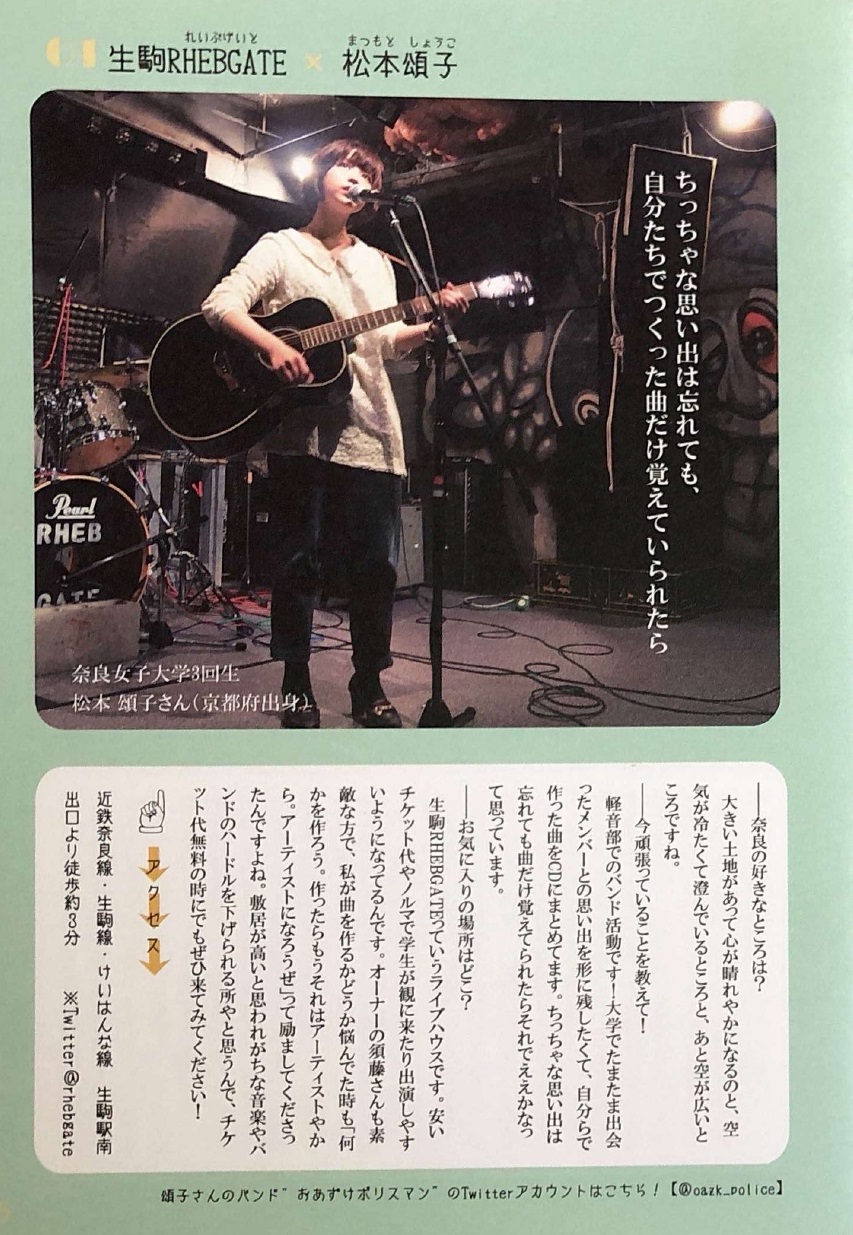 れいぶげいと
まつもと しょうこ
生駒RHEBGATE × 松本頌子
ちっちゃな思い出は忘れても、
自分たちでつくった曲だけ覚えていられたら
Pearl
RHEB
GATE
奈良女子大学3回生
松本 頌子さん(京都府出身)
──奈良の好きなところは?
大きい土地があって心が晴れやかになるのと、空
気が冷たくて澄んでいるところと、あと空が広いと
ころですね。
──今頑張っていることを教えて!
軽音部でのバンド活動です!大学でたまたま出会
ったメンバーとの思い出を形に残したくて、自分らで
作った曲をCDにまとめてます。ちっちゃな思い出は
忘れても曲だけ覚えてられたらそれでええかなっ
て思っています。
──お気に入りの場所はどこ?
生駒RHEBGATEっていうライブハウスです。安い
チケット代やノルマで学生が観に来たり出演しやす
いようになってるんです。オーナーの須藤さんも素
敵な方で、私が曲を作るかどうか悩んでた時も「何
かを作ろう。作ったらもうそれはアーティストやか
ら。アーティストになろうぜ」って励ましてくださっ
たんですよね。敷居が高いと思われがちな音楽やバ
ンドのハードルを下げられる所やと思うんで、チケ
ット代無料の時にでもぜひ来てみてください!
アクセス
近鉄奈良線・生駒線・けいはんな線 生駒駅南
出口より徒歩約3分 ※Twitter@rhebgate
頌子さんのバンド"おあずけポリスマン"のTwitterアカウントはこちら!【@oazk_police】